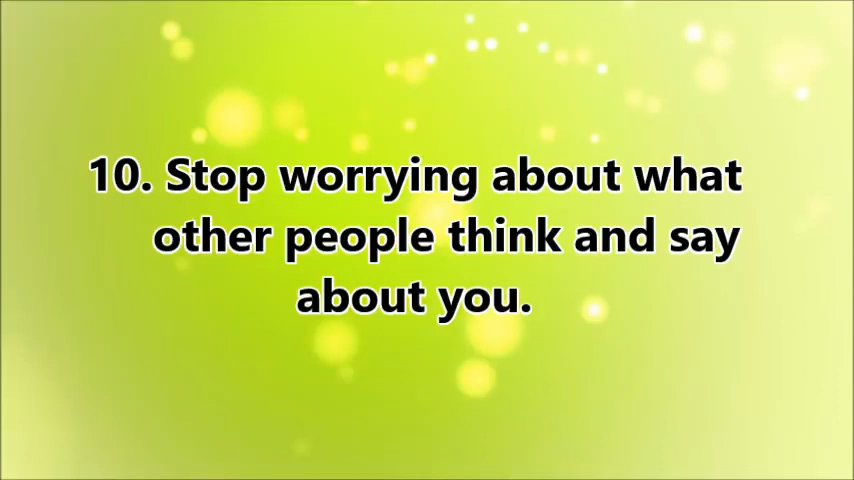 10. Stop worrying about what
other people think and say
about you.